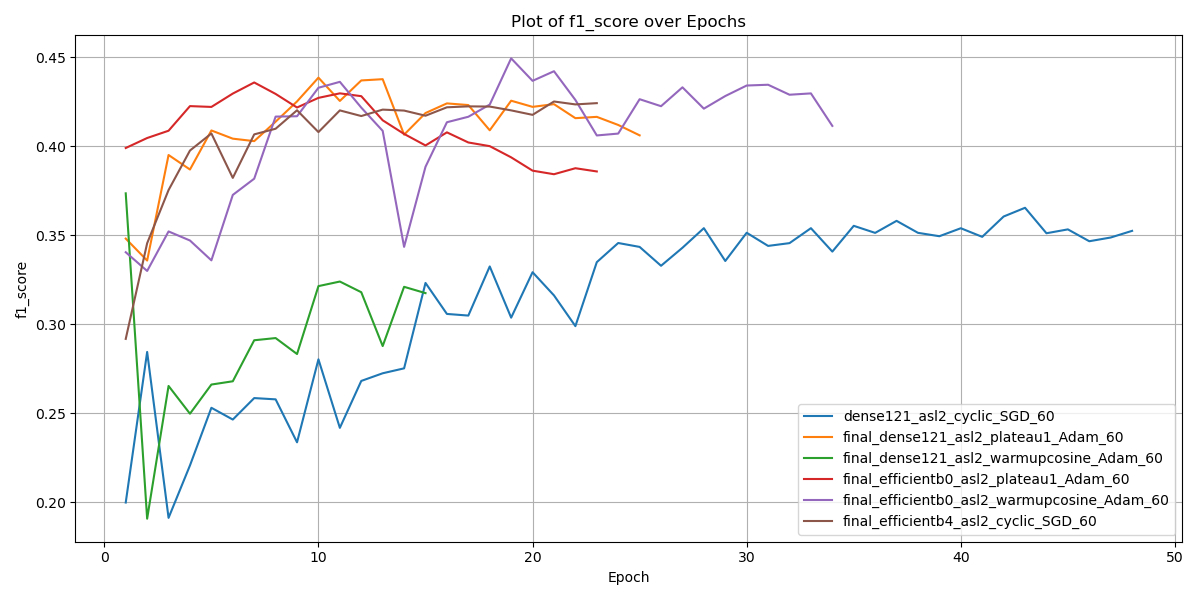 Plot of f1_score over Epochs
f1_score
0.45
0.40
0.35
0.30
0.25
0.20
0 10 20 30 40 50
Epoch
dense121_asl2_cyclic_SGD_60
final_dense121_asl2_plateau1_Adam_60
final_dense121_asl2_warmupcosine_Adam_60
final_efficientb0_asl2_plateau1_Adam_60
final_efficientb0_asl2_warmupcosine_Adam_60
final_efficientb4_asl2_cyclic_SGD_60